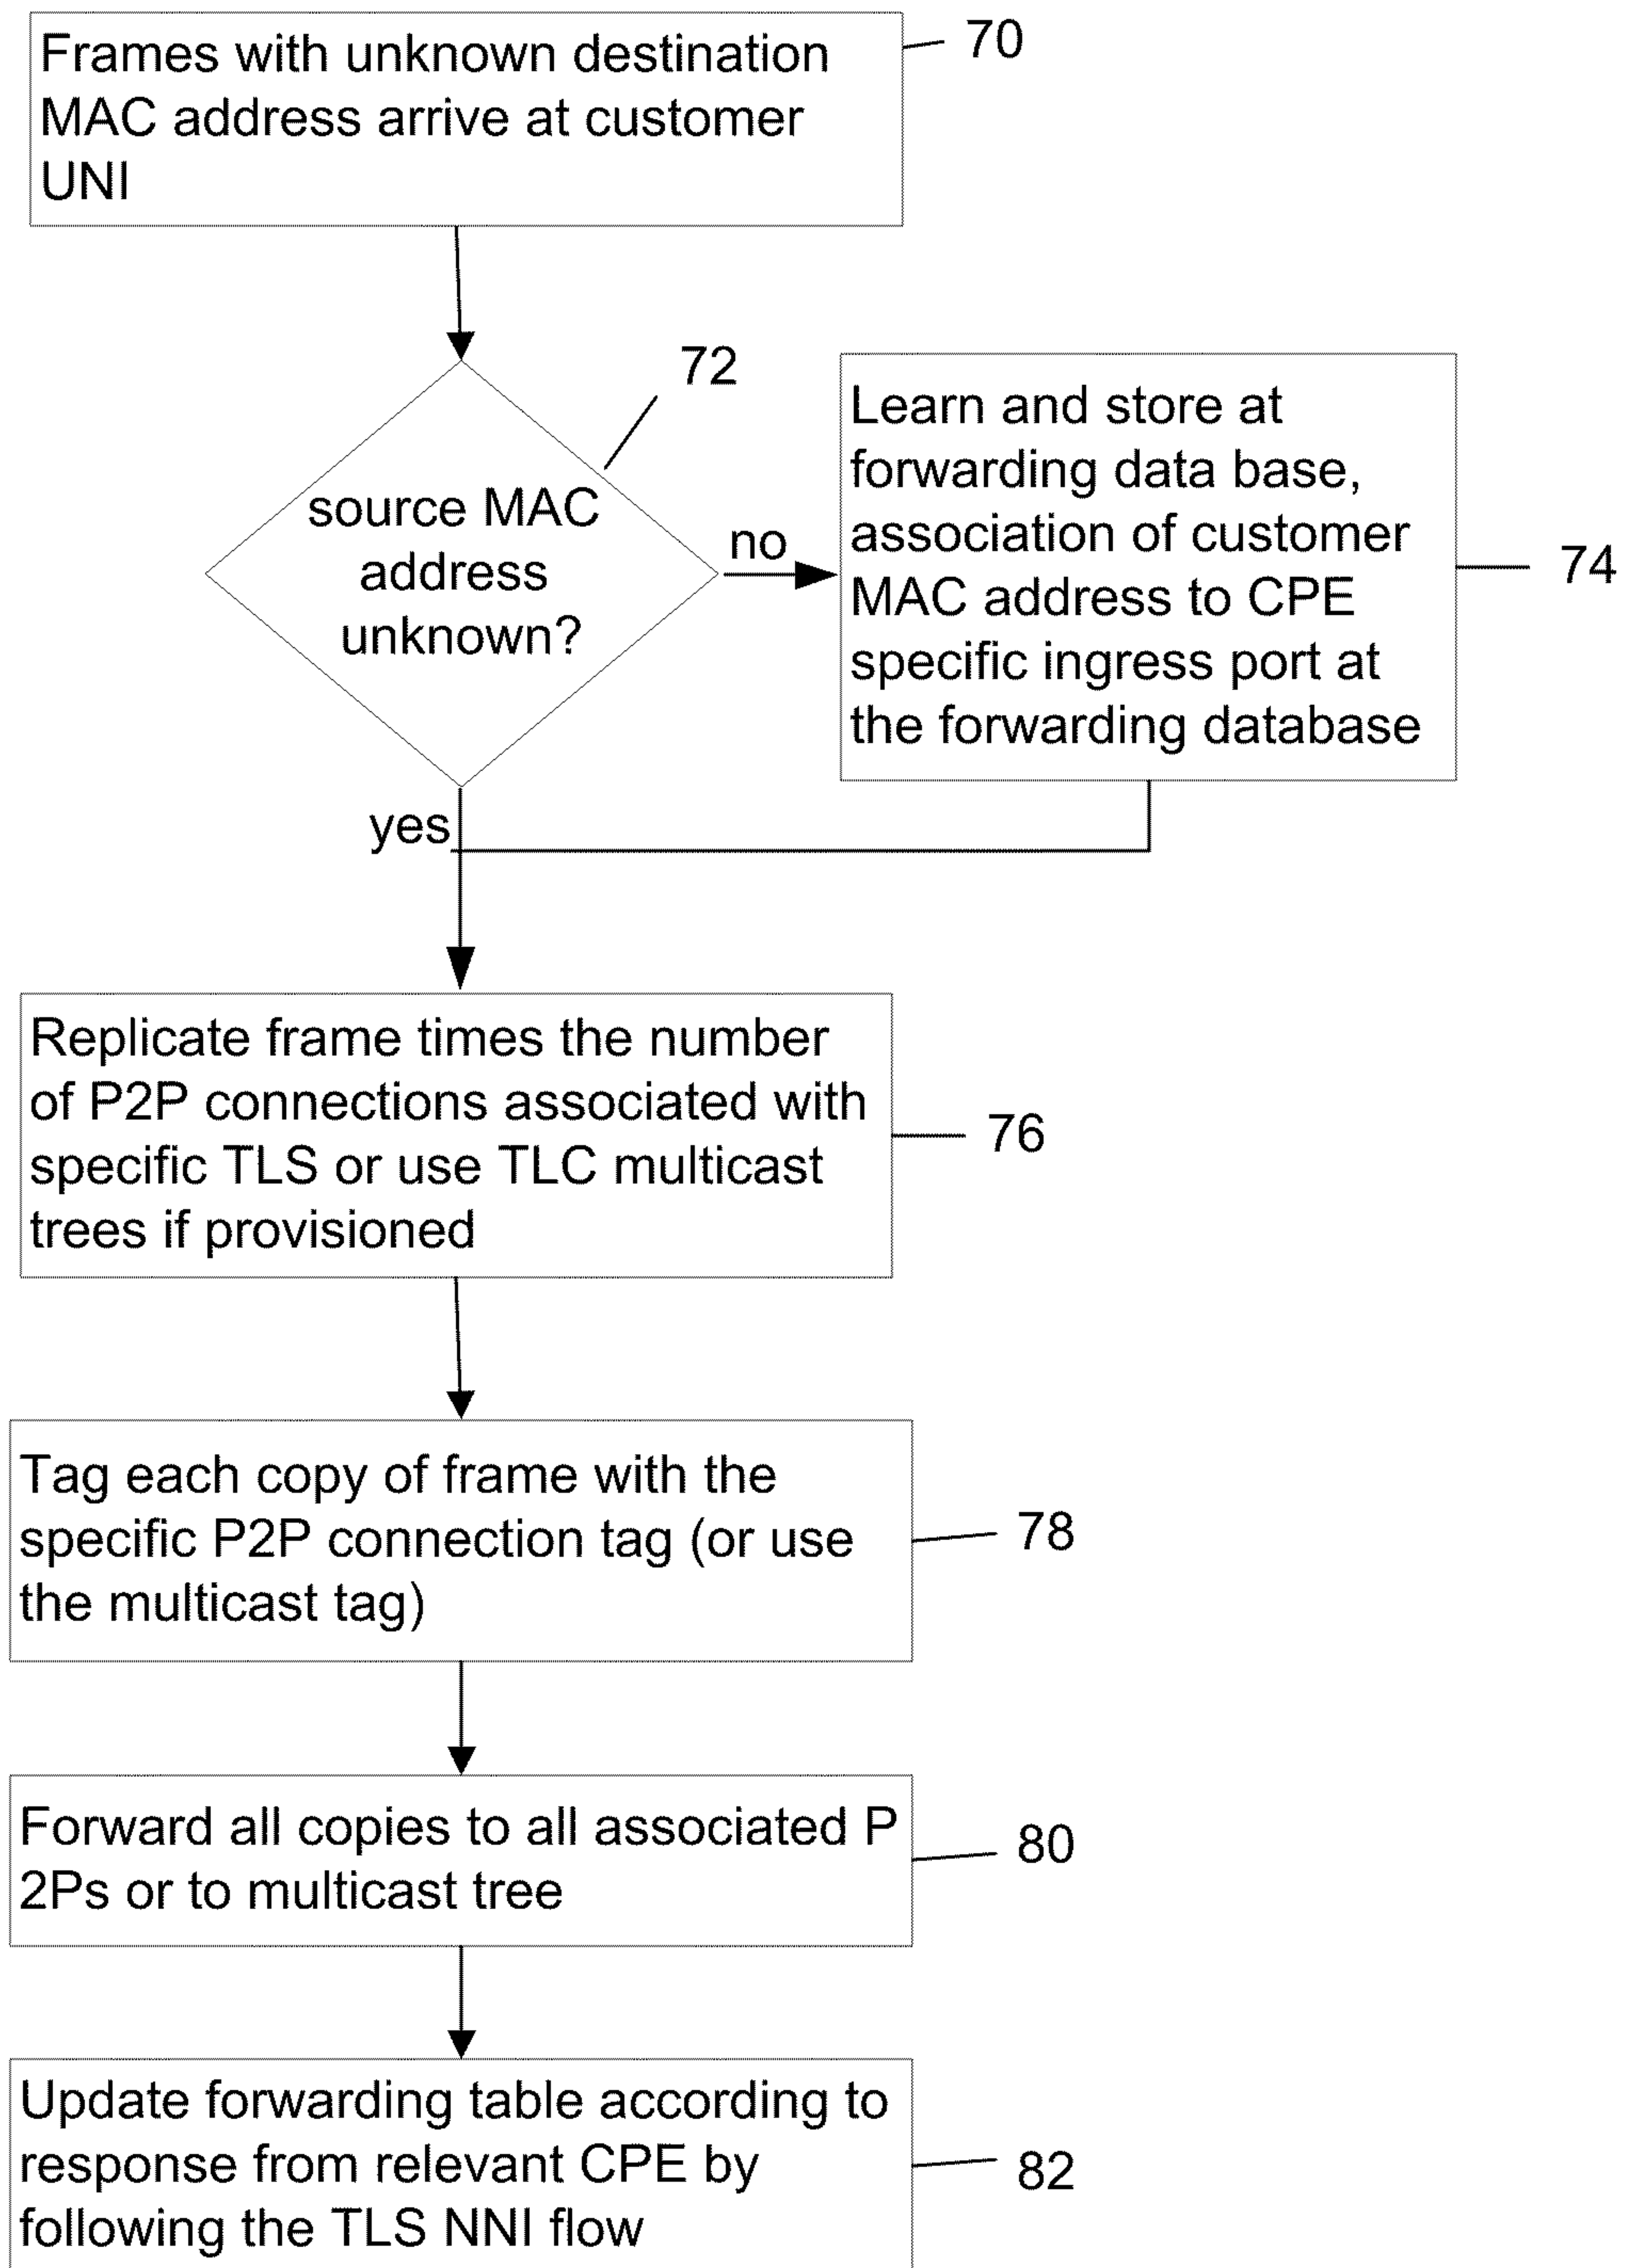 Frames with unknown destination
MAC address arrive at customer
UNI
70
72
source MAC
address
unknown?
no
yes
Learn and store at
forwarding data base,
association of customer
MAC address to CPE
specific ingress port at
the forwarding database
74
Replicate frame times the number
of P2P connections associated with
specific TLS or use TLC multicast
trees if provisioned
76
Tag each copy of frame with the
specific P2P connection tag (or use
the multicast tag)
78
Forward all copies to all associated P
2Ps or to multicast tree
80
Update forwarding table according to
response from relevant CPE by
following the TLS NNI flow
82